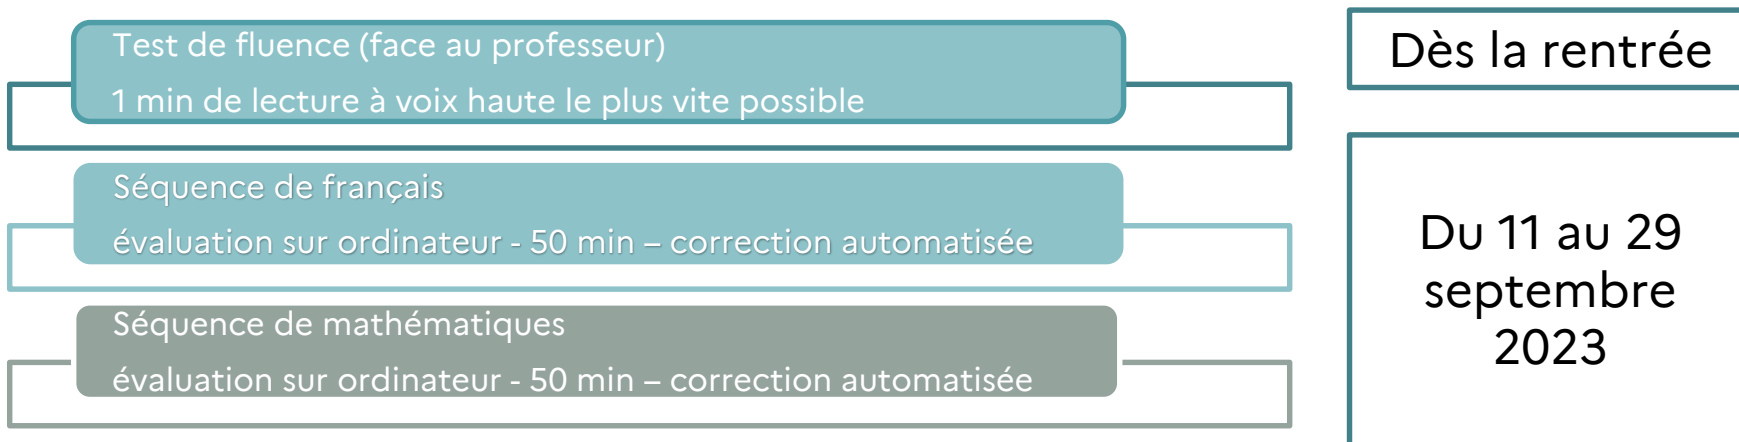 Test de fluence (face au professeur)
1 min de lecture à voix haute le plus vite possible
Dès la rentrée
Séquence de français
évaluation sur ordinateur - 50 min – correction automatisée
Séquence de mathématiques
évaluation sur ordinateur - 50 min – correction automatisée
Du 11 au 29
septembre
2023